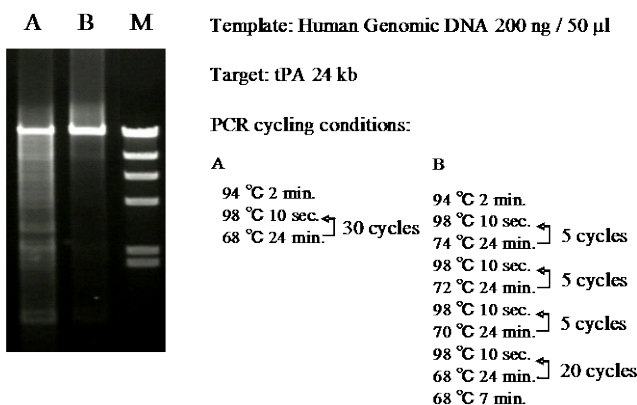 A B M
Template: Human Genomic DNA 200 ng / 50 µl
Target: tPA 24 kb
PCR cycling conditions:
A
94 ℃ 2 min.
98 ℃ 10 sec.
68 ℃ 24 min.
30 cycles
B
94 ℃ 2 min.
98 ℃ 10 sec.
74 ℃ 24 min.
5 cycles
98 ℃ 10 sec.
72 ℃ 24 min.
5 cycles
98 ℃ 10 sec.
70 ℃ 24 min.
5 cycles
98 ℃ 10 sec.
68 ℃ 24 min.
20 cycles
68 ℃ 7 min.